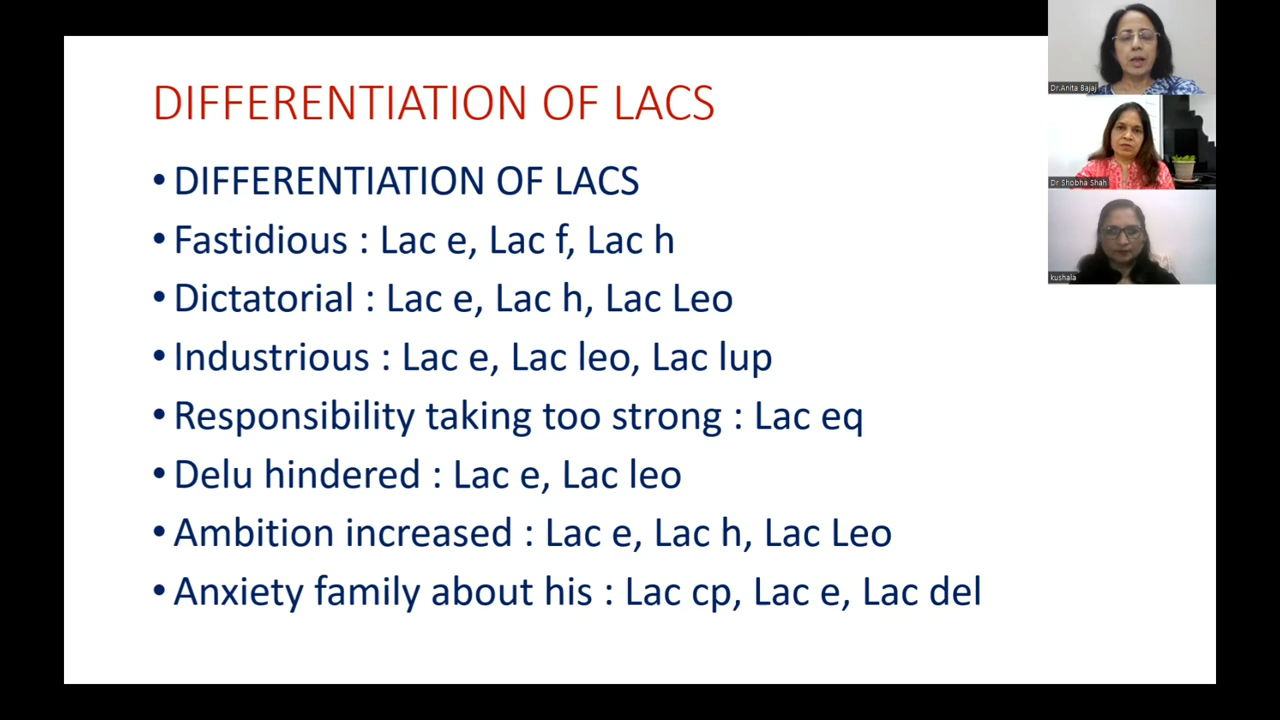 DIFFERENTIATION OF LACS
• DIFFERENTIATION OF LACS
• Fastidious : Lac e, Lac f, Lac h
• Dictatorial : Lac e, Lac h, Lac Leo
• Industrious : Lac e, Lac leo, Lac lup
• Responsibility taking too strong : Lac eq
• Delu hindered : Lac e, Lac leo
• Ambition increased : Lac e, Lac h, Lac Leo
• Anxiety family about his : Lac cp, Lac e, Lac del
Dr.Anita Bajaj
Dr Shobha Shah
kushala